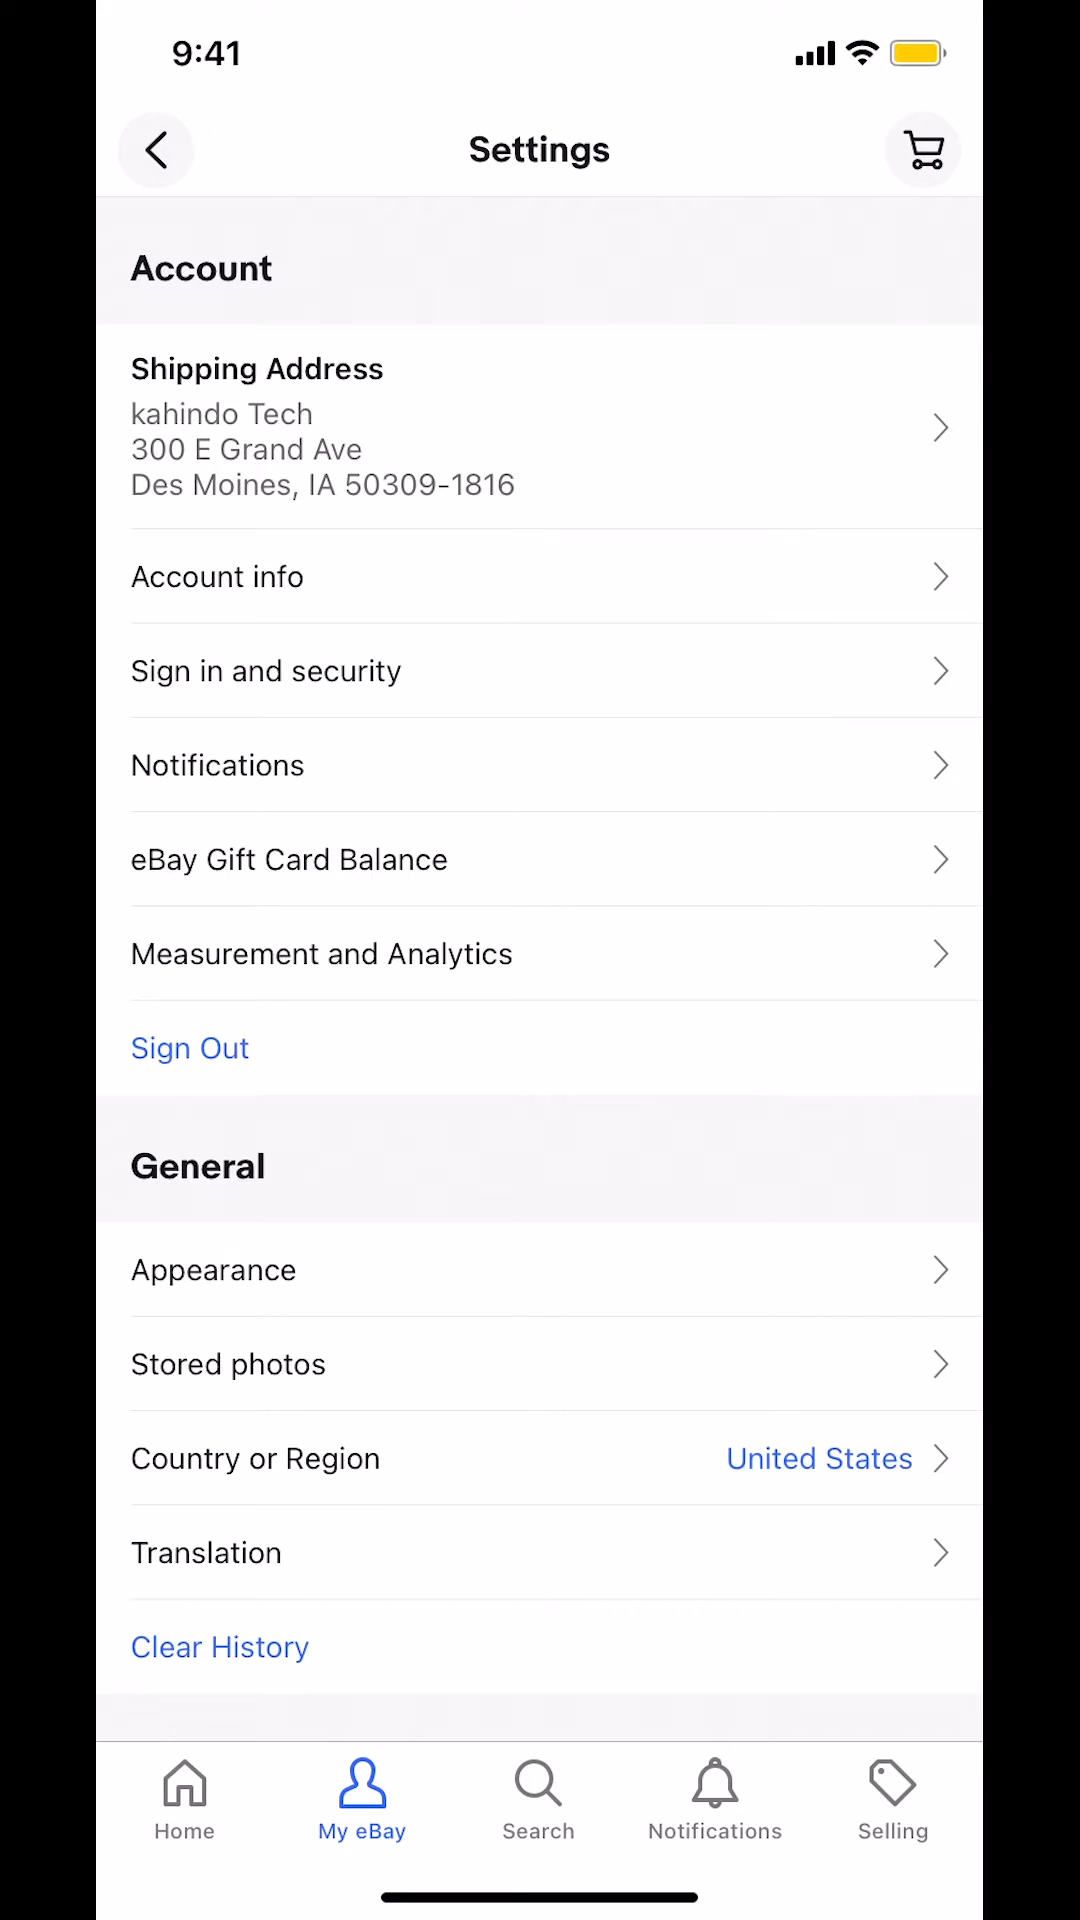 9:41
Settings
Account
Shipping Address
kahindo Tech
300 E Grand Ave
Des Moines, IA 50309-1816
Account info
Sign in and security
Notifications
eBay Gift Card Balance
Measurement and Analytics
Sign Out
General
Appearance
Stored photos
Country or Region United States
Translation
Clear History
Home My eBay Search Notifications Selling